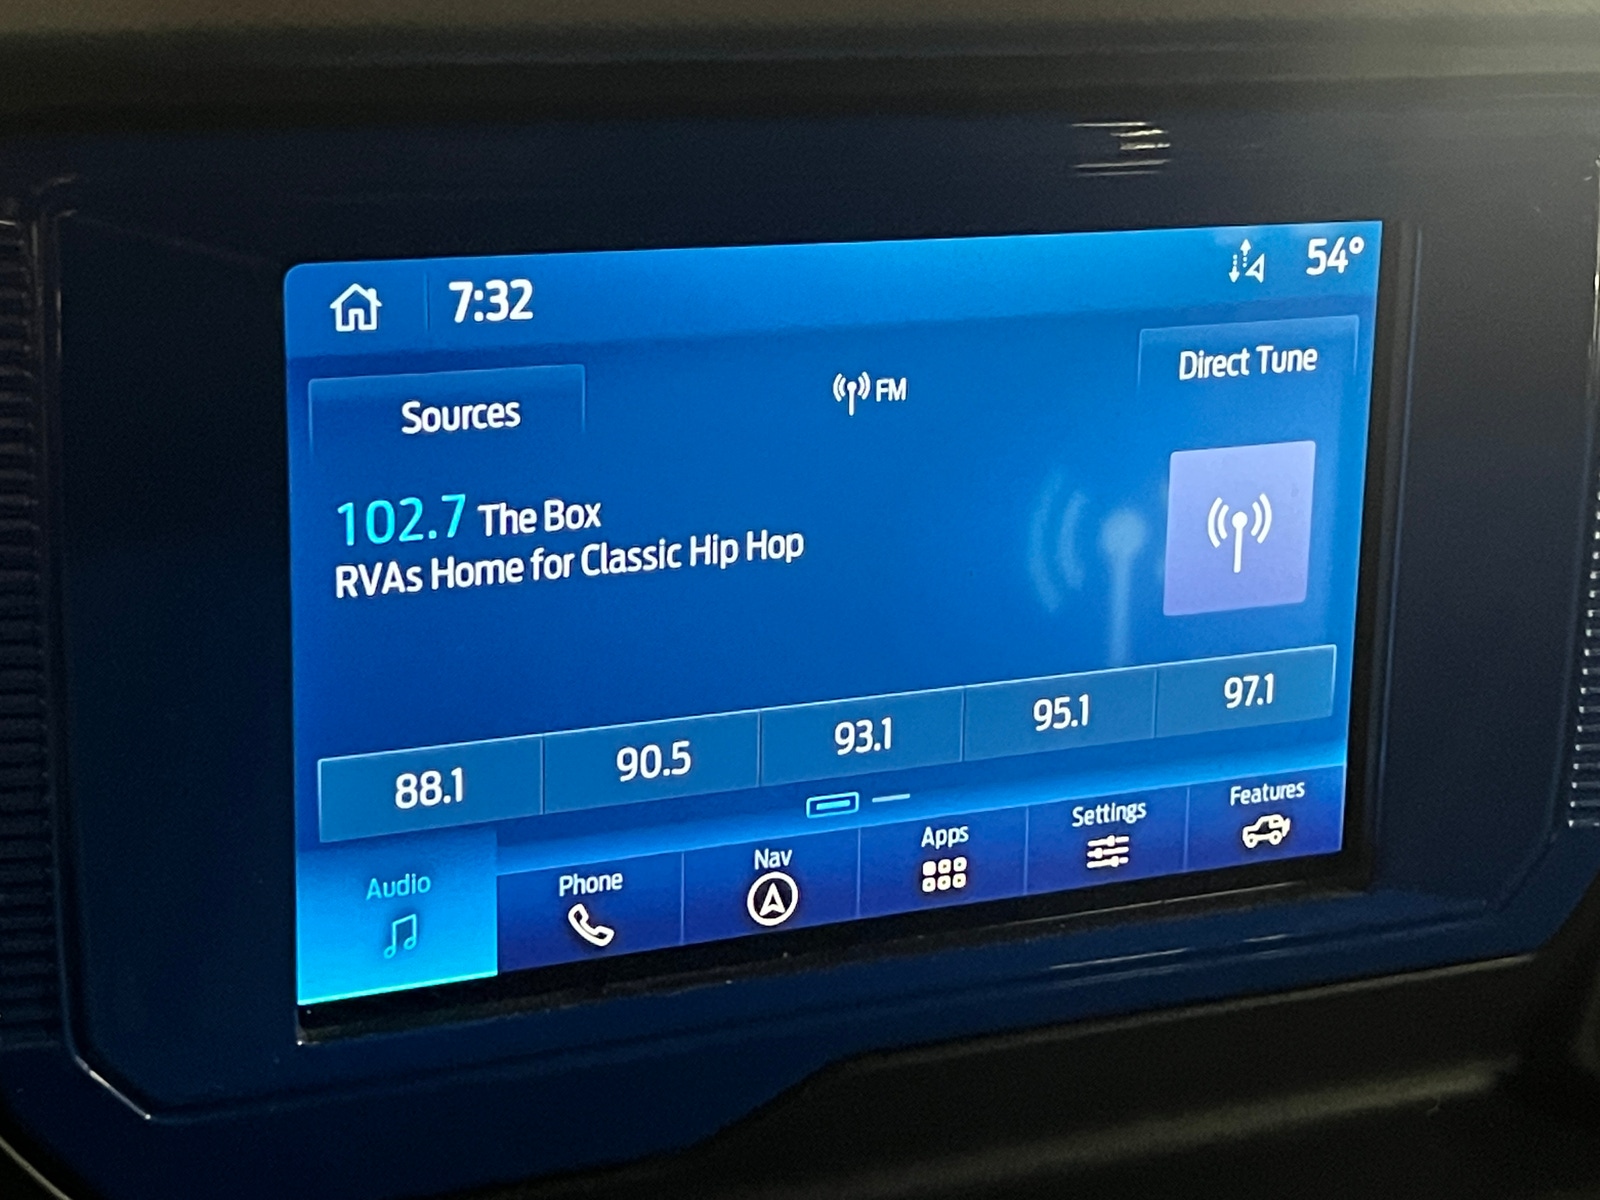 7:32
54°
Sources
FM
Direct Tune
102.7 The Box
RVAs Home for Classic Hip Hop
88.1
90.5
93.1
95.1
97.1
Audio
Phone
Nav
Apps
Settings
Features